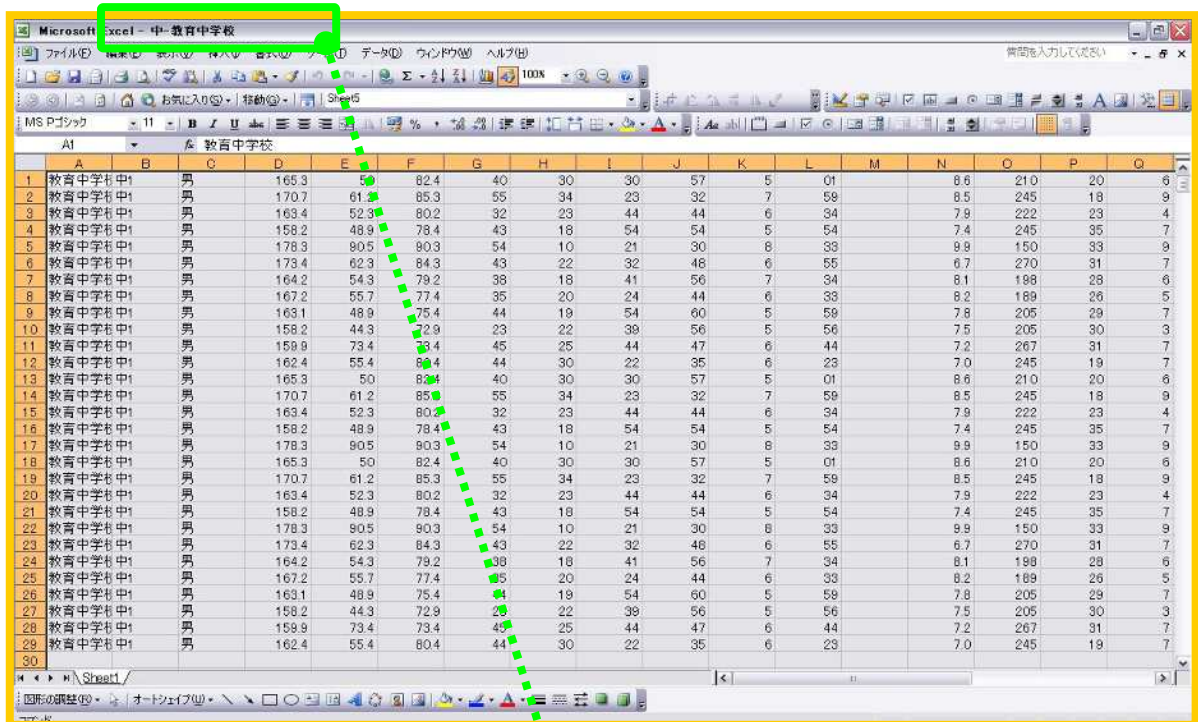 Microsoft Excel - 中-教育中学校
ファイル(F) データ(D) ウィンドウ(W) ヘルプ(H) 質問を入力してください
100%
お気に入り(S) 移動(G) Sheet5
MS Pゴシック 11 B I U abc % ,
A1 fx 教育中学校
A B C D E F G H I J K L M N O P Q
1 教育中学校 中1 男 165.3 50 82.4 40 30 30 57 5 01 8.6 210 20 6
2 教育中学校 中1 男 170.7 61.2 85.3 55 34 23 32 7 59 8.5 245 18 9
3 教育中学校 中1 男 163.4 52.3 80.2 32 23 44 44 6 34 7.9 222 23 4
4 教育中学校 中1 男 158.2 48.9 78.4 43 18 54 54 5 54 7.4 245 35 7
5 教育中学校 中1 男 178.3 90.5 90.3 54 10 21 30 8 33 9.9 150 33 9
6 教育中学校 中1 男 173.4 62.3 84.3 43 22 32 48 6 55 6.7 270 31 7
7 教育中学校 中1 男 164.2 54.3 79.2 38 18 41 56 7 34 8.1 198 28 6
8 教育中学校 中1 男 167.2 55.7 77.4 35 20 24 44 6 33 8.2 189 26 5
9 教育中学校 中1 男 163.1 48.9 75.4 44 19 54 60 5 59 7.8 205 29 7
10 教育中学校 中1 男 158.2 44.3 72.9 23 22 39 56 5 56 7.5 205 30 3
11 教育中学校 中1 男 159.9 73.4 73.4 45 25 44 47 6 44 7.2 267 31 7
12 教育中学校 中1 男 162.4 55.4 80.4 44 30 22 35 6 23 7.0 245 19 7
13 教育中学校 中1 男 165.3 50 82.4 40 30 30 57 5 01 8.6 210 20 6
14 教育中学校 中1 男 170.7 61.2 85.3 55 34 23 32 7 59 8.5 245 18 9
15 教育中学校 中1 男 163.4 52.3 80.2 32 23 44 44 6 34 7.9 222 23 4
16 教育中学校 中1 男 158.2 48.9 78.4 43 18 54 54 5 54 7.4 245 35 7
17 教育中学校 中1 男 178.3 90.5 90.3 54 10 21 30 8 33 9.9 150 33 9
18 教育中学校 中1 男 165.3 50 82.4 40 30 30 57 5 01 8.6 210 20 6
19 教育中学校 中1 男 170.7 61.2 85.3 55 34 23 32 7 59 8.5 245 18 9
20 教育中学校 中1 男 163.4 52.3 80.2 32 23 44 44 6 34 7.9 222 23 4
21 教育中学校 中1 男 158.2 48.9 78.4 43 18 54 54 5 54 7.4 245 35 7
22 教育中学校 中1 男 178.3 90.5 90.3 54 10 21 30 8 33 9.9 150 33 9
23 教育中学校 中1 男 173.4 62.3 84.3 43 22 32 48 6 55 6.7 270 31 7
24 教育中学校 中1 男 164.2 54.3 79.2 38 18 41 56 7 34 8.1 198 28 6
25 教育中学校 中1 男 167.2 55.7 77.4 35 20 24 44 6 33 8.2 189 26 5
26 教育中学校 中1 男 163.1 48.9 75.4 44 19 54 60 5 59 7.8 205 29 7
27 教育中学校 中1 男 158.2 44.3 72.9 23 22 39 56 5 56 7.5 205 30 3
28 教育中学校 中1 男 159.9 73.4 73.4 45 25 44 47 6 44 7.2 267 31 7
29 教育中学校 中1 男 162.4 55.4 80.4 44 30 22 35 6 23 7.0 245 19 7
30
Sheet1
図形の調整(R) オートシェイプ(U)